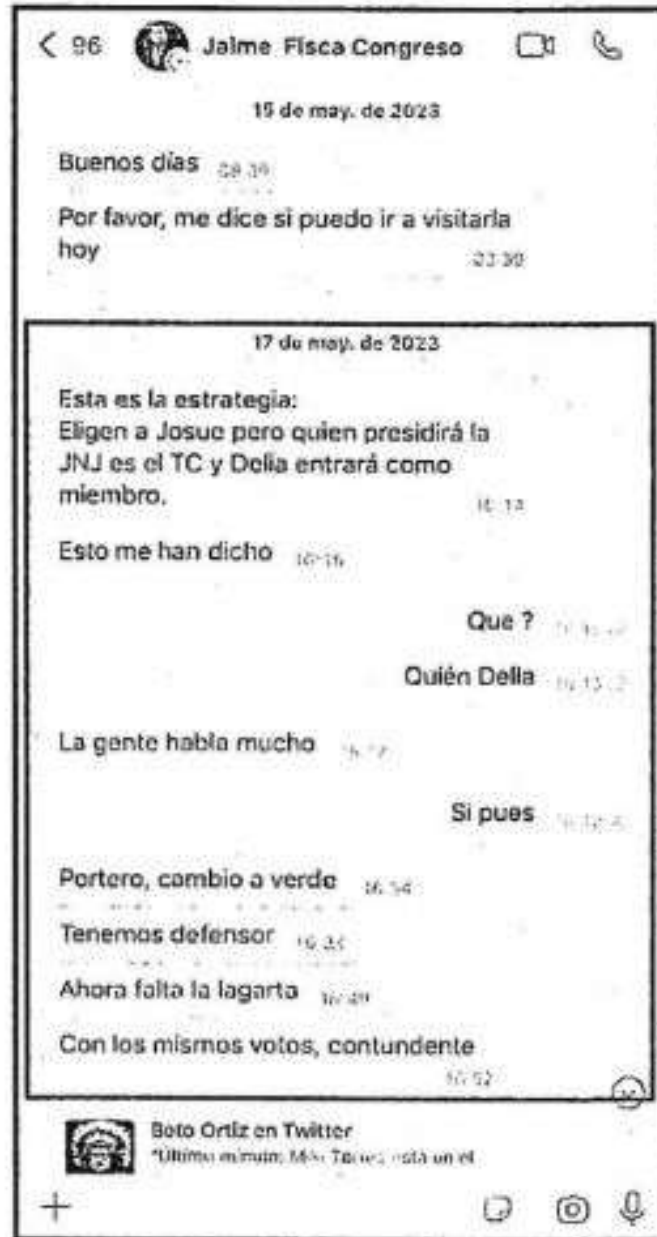 < 96 Jaime Fisca Congreso
15 de may. de 2023
Buenos días
Por favor, me dice si puedo ir a visitarla
hoy
17 de may. de 2023
Esta es la estrategia:
Eligen a Josue pero quien presidirá la
JNJ es el TC y Delia entrará como
miembro.
Esto me han dicho
Que ?
Quién Delia
La gente habla mucho
Si pues
Portero, cambio a verde
Tenemos defensor
Ahora falta la lagarta
Con los mismos votos, contundente
Beto Ortiz en Twitter
"Último minuto: